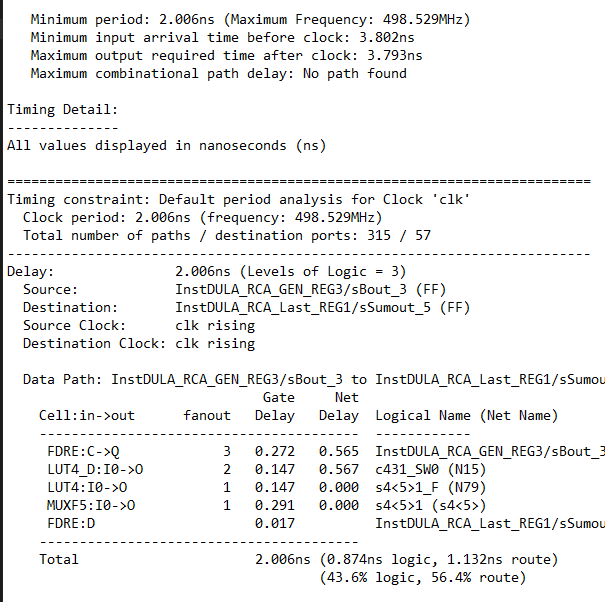 Minimum period: 2.006ns (Maximum Frequency: 498.529MHz)
Minimum input arrival time before clock: 3.802ns
Maximum output required time after clock: 3.793ns
Maximum combinational path delay: No path found
Timing Detail:
--------------
All values displayed in nanoseconds (ns)
=========================================================================
Timing constraint: Default period analysis for Clock 'clk'
Clock period: 2.006ns (frequency: 498.529MHz)
Total number of paths / destination ports: 315 / 57
-------------------------------------------------------------------------
Delay: 2.006ns (Levels of Logic = 3)
Source: InstDULA_RCA_GEN_REG3/sBout_3 (FF)
Destination: InstDULA_RCA_Last_REG1/sSumout_5 (FF)
Source Clock: clk rising
Destination Clock: clk rising
Data Path: InstDULA_RCA_GEN_REG3/sBout_3 to InstDULA_RCA_Last_REG1/sSumou
Gate Net
Cell:in->out fanout Delay Delay Logical Name (Net Name)
---------------------------------------- ------------
FDRE:C->Q 3 0.272 0.565 InstDULA_RCA_GEN_REG3/sBout_3
LUT4_D:I0->O 2 0.147 0.567 c431_SW0 (N15)
LUT4:I0->O 1 0.147 0.000 s4<5>1_F (N79)
MUXF5:I0->O 1 0.291 0.000 s4<5>1 (s4<5>)
FDRE:D 0.017 InstDULA_RCA_Last_REG1/sSumou
----------------------------------------
Total 2.006ns (0.874ns logic, 1.132ns route)
(43.6% logic, 56.4% route)